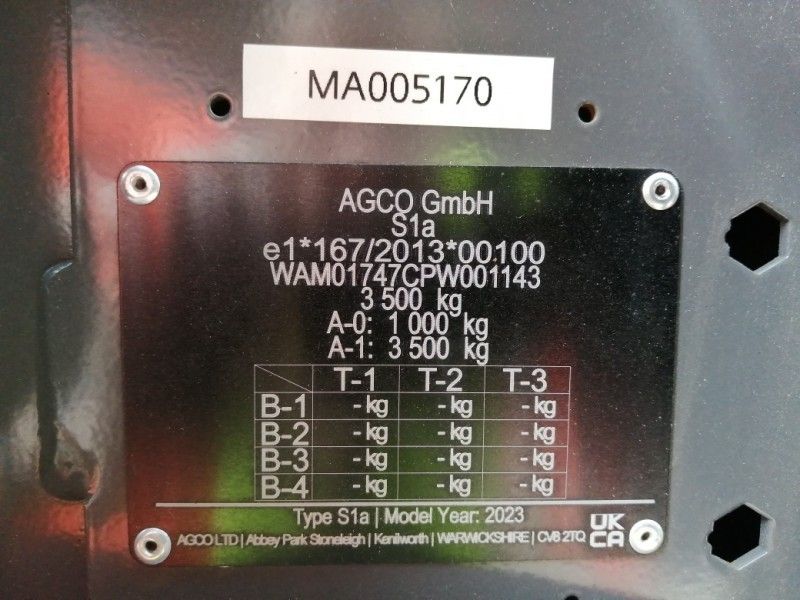 MA005170
AGCO GmbH
S1a
e1*167/2013*00100
WAM01747CPW001143
3 500 kg
A-0: 1 000 kg
A-1: 3 500 kg
T-1 T-2 T-3
B-1 -kg -kg -kg
B-2 -kg -kg -kg
B-3 -kg -kg -kg
B-4 -kg -kg -kg
Type S1a | Model Year: 2023
AGCO LTD | Abbey Park Stoneleigh | Kenilworth | WARWICKSHIRE | CV8 2TQ
UK
CA